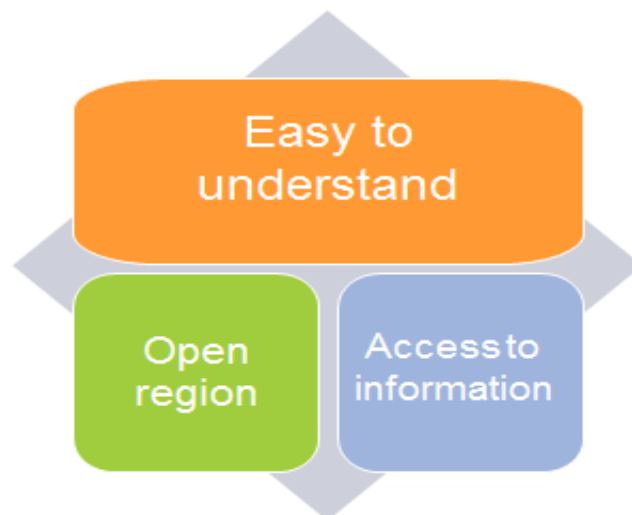 Easy to
understand
Open
region
Access to
information